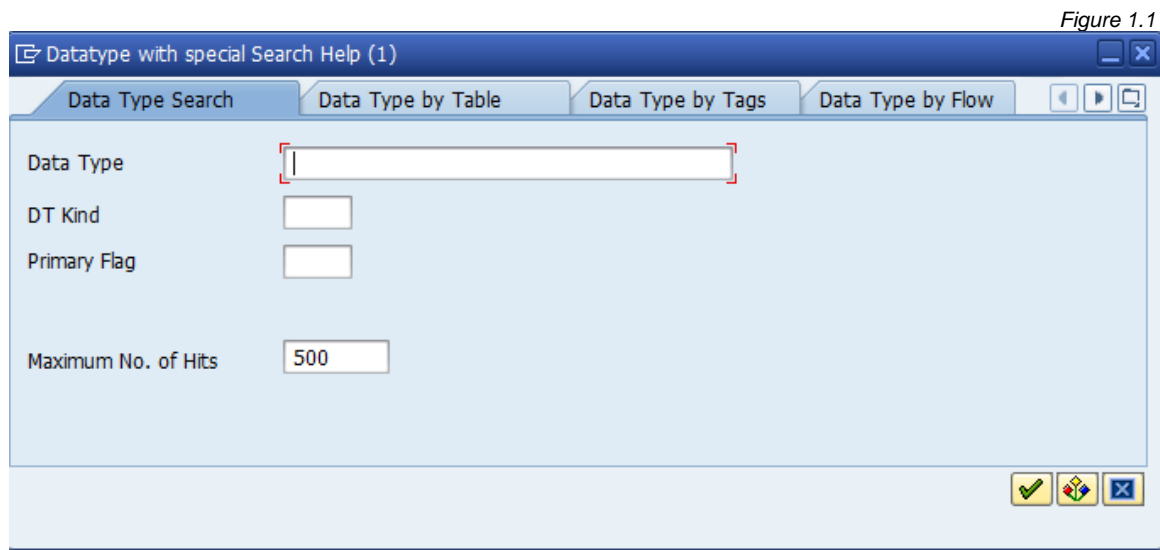 Figure 1.1
Datatype with special Search Help (1)
Data Type Search Data Type by Table Data Type by Tags Data Type by Flow
Data Type
DT Kind
Primary Flag
Maximum No. of Hits 500